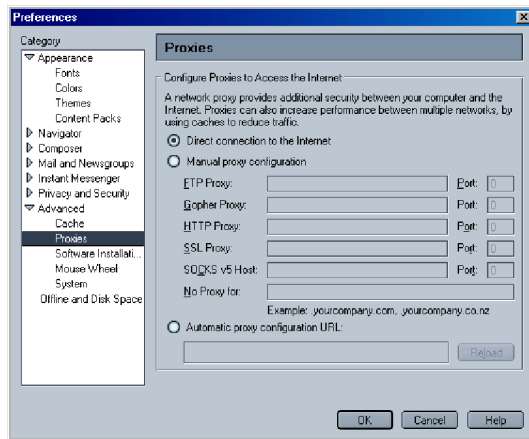 Preferences
Category
Appearance
Fonts
Colors
Themes
Content Packs
Navigator
Composer
Mail and Newsgroups
Instant Messenger
Privacy and Security
Advanced
Cache
Proxies
Software Installati...
Mouse Wheel
System
Offline and Disk Space
Proxies
Configure Proxies to Access the Internet
A network proxy provides additional security between your computer and the
Internet. Proxies can also increase performance between multiple networks, by
using caches to reduce traffic.
Direct connection to the Internet
Manual proxy configuration
FTP Proxy: Port: 0
Gopher Proxy: Port: 0
HTTP Proxy: Port: 0
SSL Proxy: Port: 0
SOCKS v5 Host: Port: 0
No Proxy for:
Example: .yourcompany.com, .yourcompany.co.nz
Automatic proxy configuration URL:
Reload
OK Cancel Help